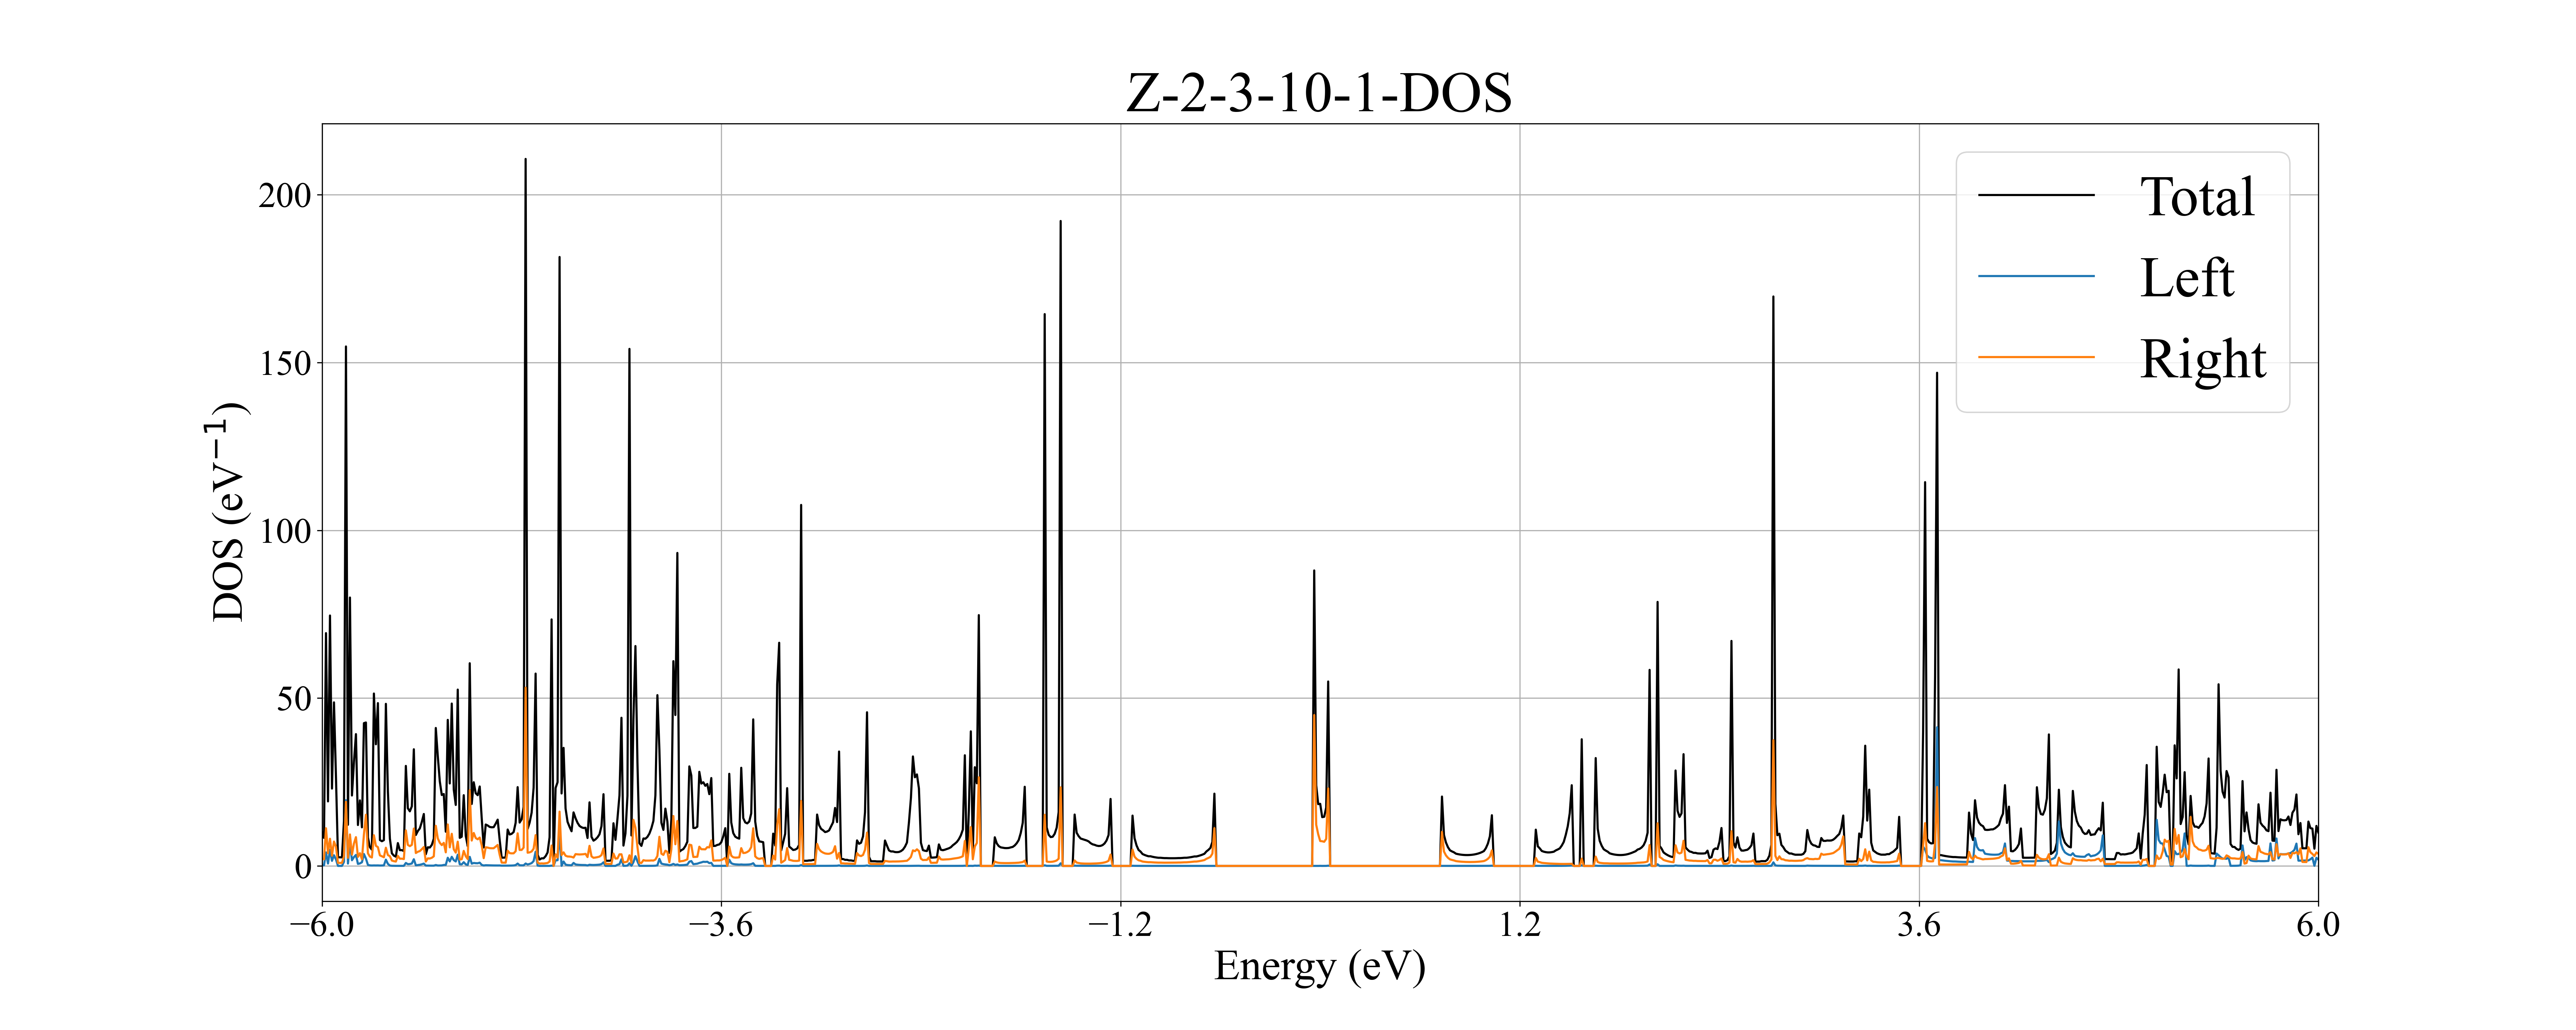 Z-2-3-10-1-DOS
Total
Left
Right
200
150
100
50
0
DOS (eV⁻¹)
−6.0
−3.6
−1.2
1.2
3.6
6.0
Energy (eV)